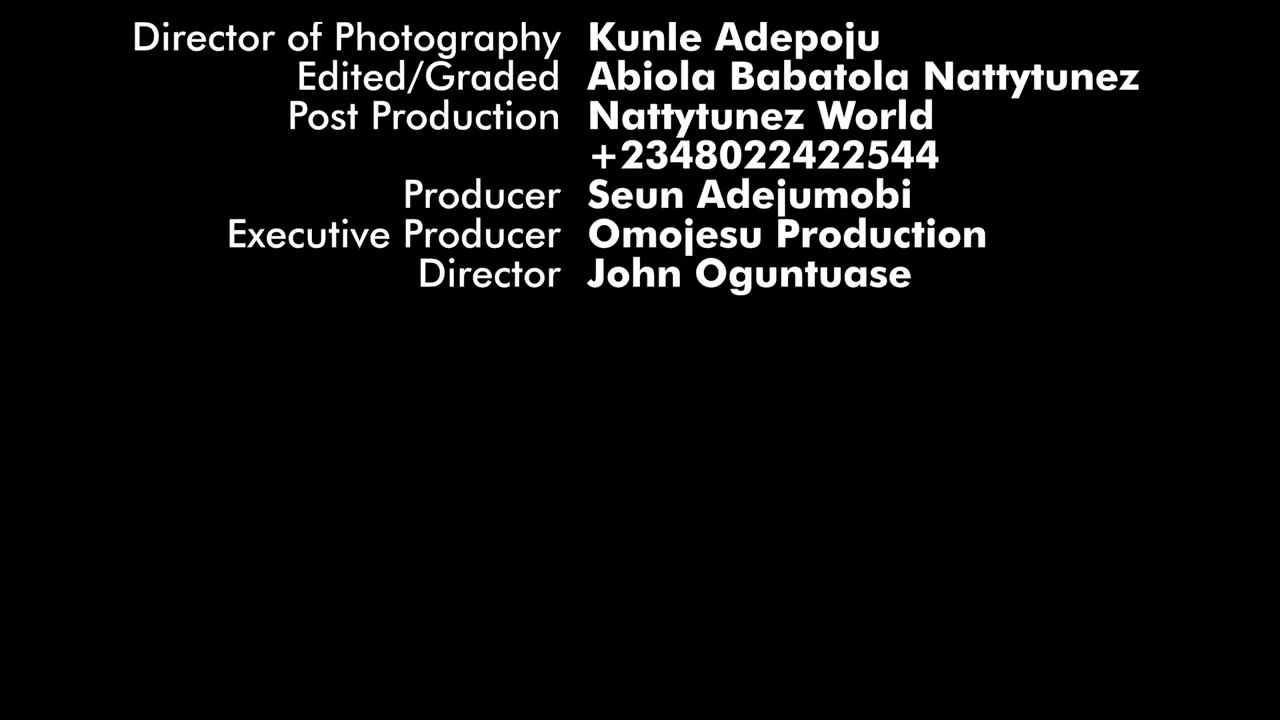 Director of Photography Kunle Adepoju
Edited/Graded Abiola Babatola Nattytunez
Post Production Nattytunez World
+2348022422544
Producer Seun Adejumobi
Executive Producer Omojesu Production
Director John Oguntuase